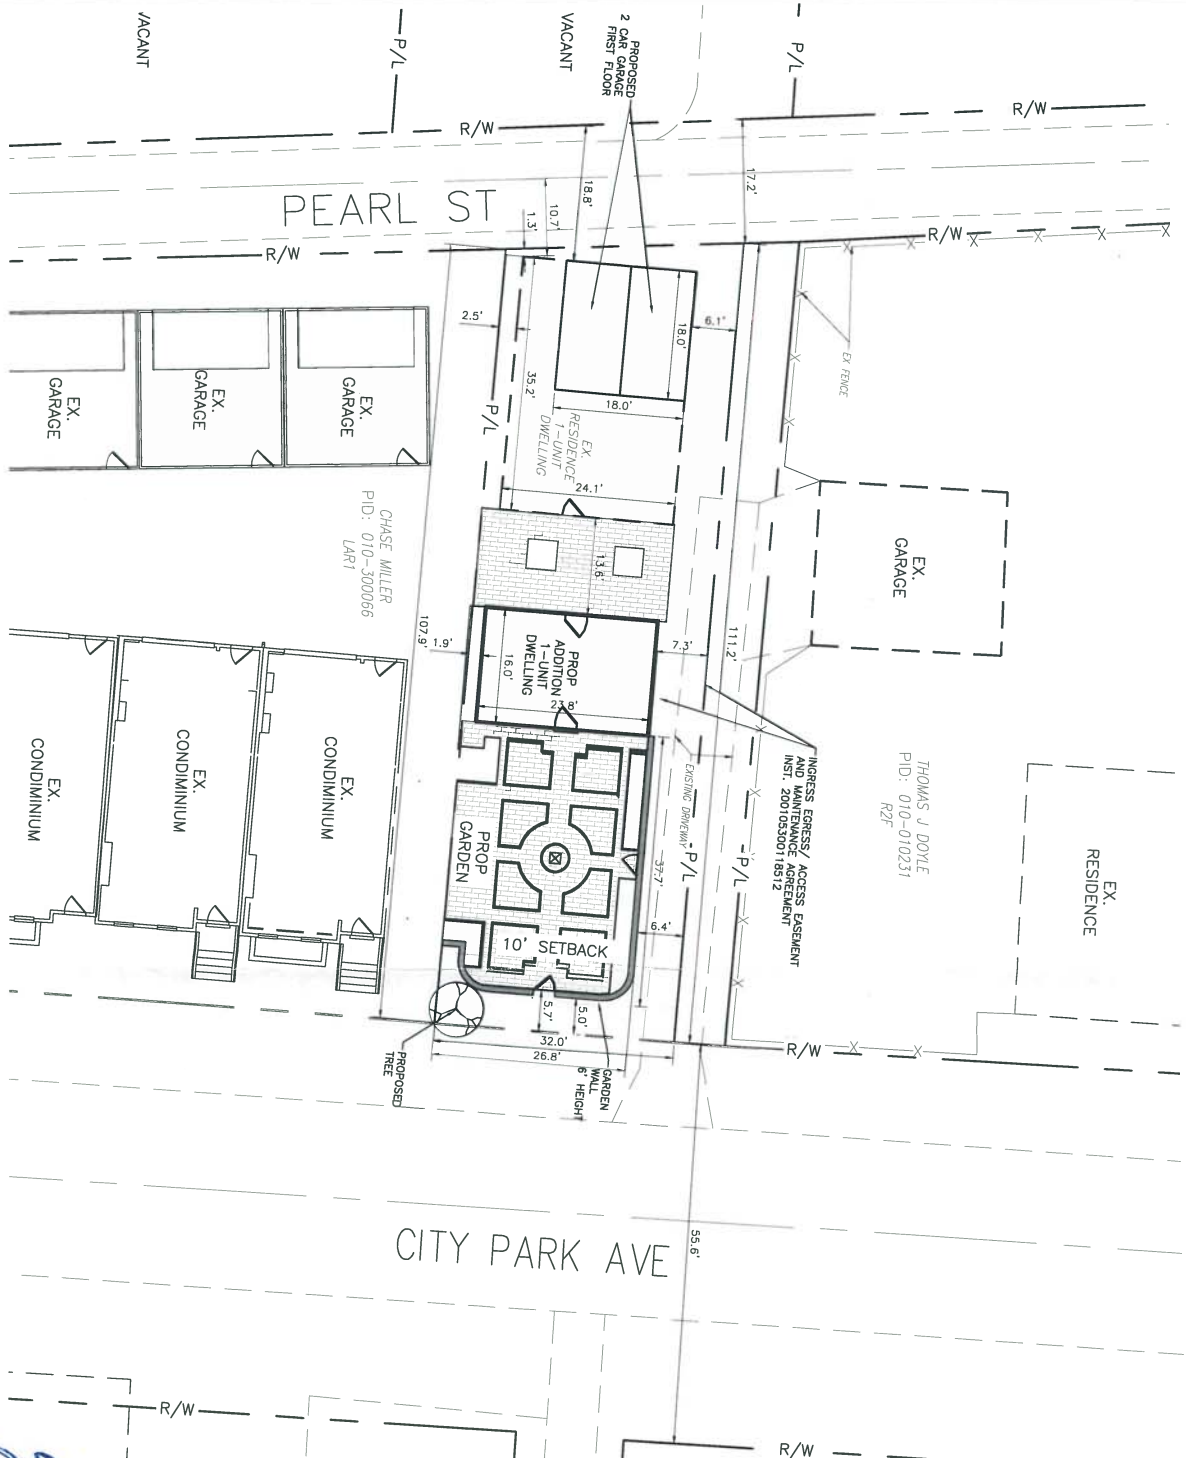 VACANT
P/L
VACANT
PROPOSED
2 CAR GARAGE
FIRST FLOOR
P/L
R/W
R/W
PEARL ST
17.2'
18.8'
10.7'
1.3'
R/W
R/W
2.5'
6.1'
18.0'
EX FENCE
35.2'
18.0'
P/L
EX.
GARAGE
EX.
GARAGE
EX.
GARAGE
EX.
RESIDENCE
1-UNIT
DWELLING
24.1'
CHASE MILLER
PID: 010-300066
LAR1
13.6'
EX.
GARAGE
107.9'
1.9'
16.0'
PROP
ADDITION
1-UNIT
DWELLING
23.8'
7.3'
111.2'
INGRESS EGRESS/ ACCESS EASEMENT
AND MAINTENANCE AGREEMENT
INST. 200105300118512
THOMAS J DOYLE
PID: 010-010231
R2F
EX.
RESIDENCE
EX.
CONDIMINIUM
EX.
CONDIMINIUM
EX.
CONDIMINIUM
EXISTING DRIVEWAY
P/L
P/L
37.7'
PROP
GARDEN
6.4'
10' SETBACK
5.7'
5.0'
32.0'
26.8'
R/W
PROPOSED
TREE
GARDEN
WALL
6' HEIGHT
CITY PARK AVE
55.6'
R/W
R/W